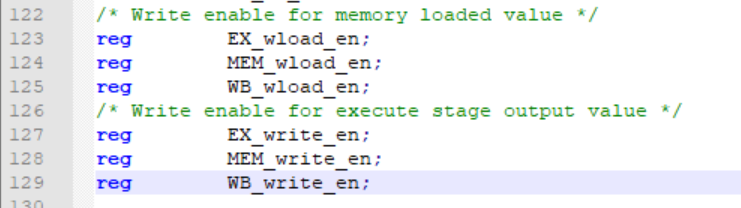 122 /* Write enable for memory loaded value */
123 reg EX_wload_en;
124 reg MEM_wload_en;
125 reg WB_wload_en;
126 /* Write enable for execute stage output value */
127 reg EX_write_en;
128 reg MEM_write_en;
129 reg WB_write_en;
130